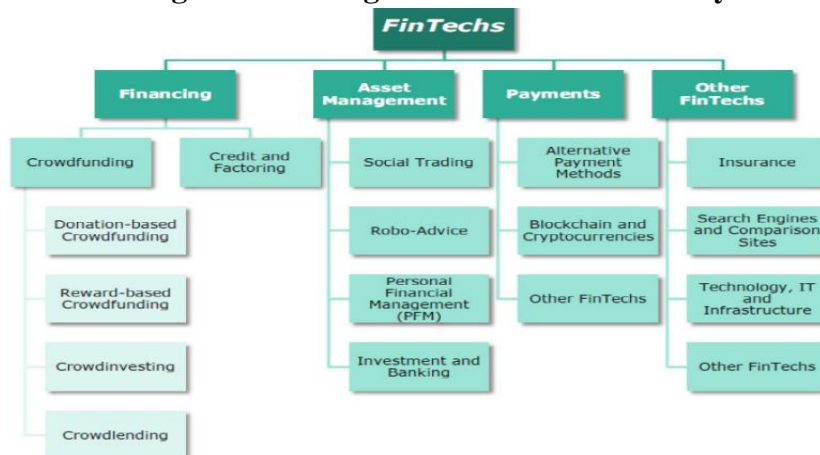 FinTechs
Financing
Asset
Management
Payments
Other
FinTechs
Crowdfunding
Credit and
Factoring
Social Trading
Alternative
Payment
Methods
Insurance
Donation-based
Crowdfunding
Robo-Advice
Blockchain and
Cryptocurrencies
Search Engines
and Comparison
Sites
Reward-based
Crowdfunding
Personal
Financial
Management
(PFM)
Other FinTechs
Technology, IT
and
Infrastructure
Crowdinvesting
Investment and
Banking
Other FinTechs
Crowdlending